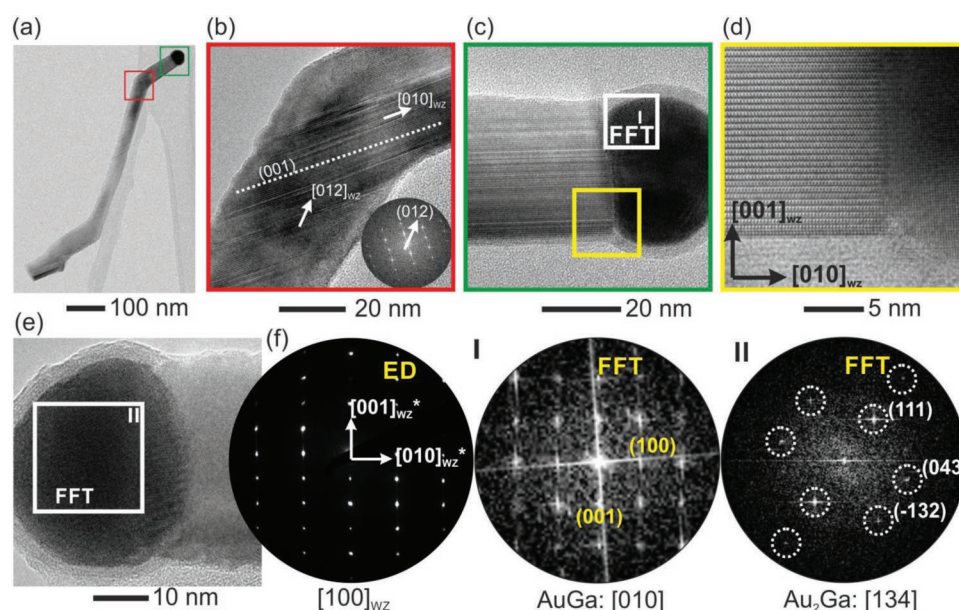 (a)
(b)
(c)
(d)
[010]wz
(001)
[012]wz
(012)
I
FFT
[001]wz
[010]wz
100 nm
20 nm
20 nm
5 nm
(e)
(f)
I
II
II
FFT
ED
[001]wz*
[010]wz*
FFT
(100)
(001)
FFT
(111)
(043
(-132)
10 nm
[100]wz
AuGa: [010]
Au₂Ga: [134]